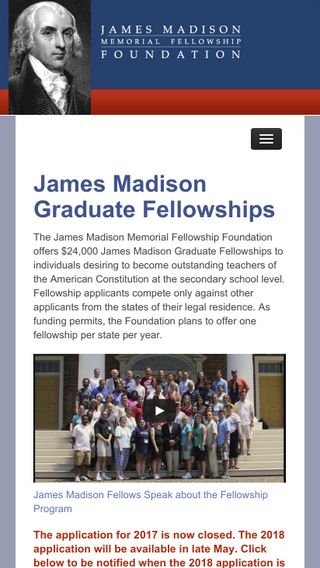 JAMES MADISON
MEMORIAL FELLOWSHIP
FOUNDATION
James Madison
Graduate Fellowships
The James Madison Memorial Fellowship Foundation
offers $24,000 James Madison Graduate Fellowships to
individuals desiring to become outstanding teachers of
the American Constitution at the secondary school level.
Fellowship applicants compete only against other
applicants from the states of their legal residence. As
funding permits, the Foundation plans to offer one
fellowship per state per year.
James Madison Fellows Speak about the Fellowship
Program
The application for 2017 is now closed. The 2018
application will be available in late May. Click
below to be notified when the 2018 application is